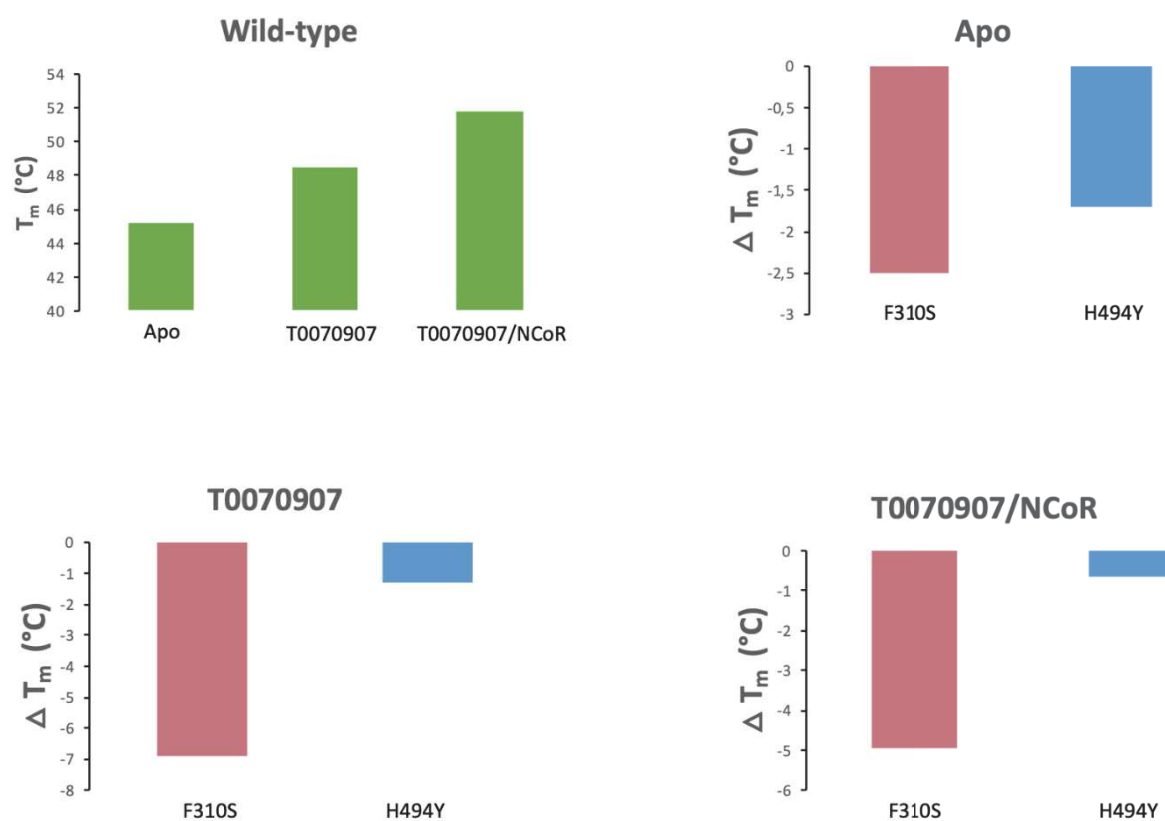 Wild-type
54
52
50
48
46
44
42
40
Tm (°C)
Apo T0070907 T0070907/NCoR
Apo
0
-0,5
-1
-1,5
-2
-2,5
-3
Δ Tm (°C)
F310S H494Y
T0070907
0
-1
-2
-3
-4
-5
-6
-7
-8
Δ Tm (°C)
F310S H494Y
T0070907/NCoR
0
-1
-2
-3
-4
-5
-6
Δ Tm (°C)
F310S H494Y